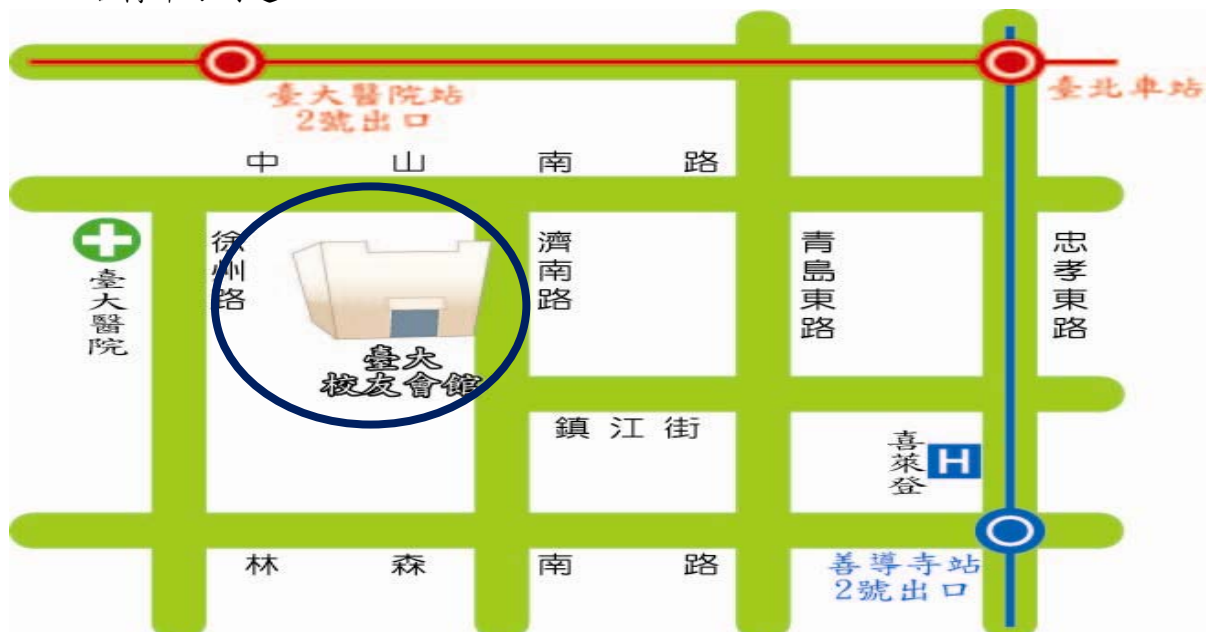 臺大醫院站
2號出口
臺北車站
中山南路
臺大醫院
徐州路
濟南路
青島東路
忠孝東路
臺大
校友會館
鎮江街
喜萊登
H
林森南路
善導寺站
2號出口